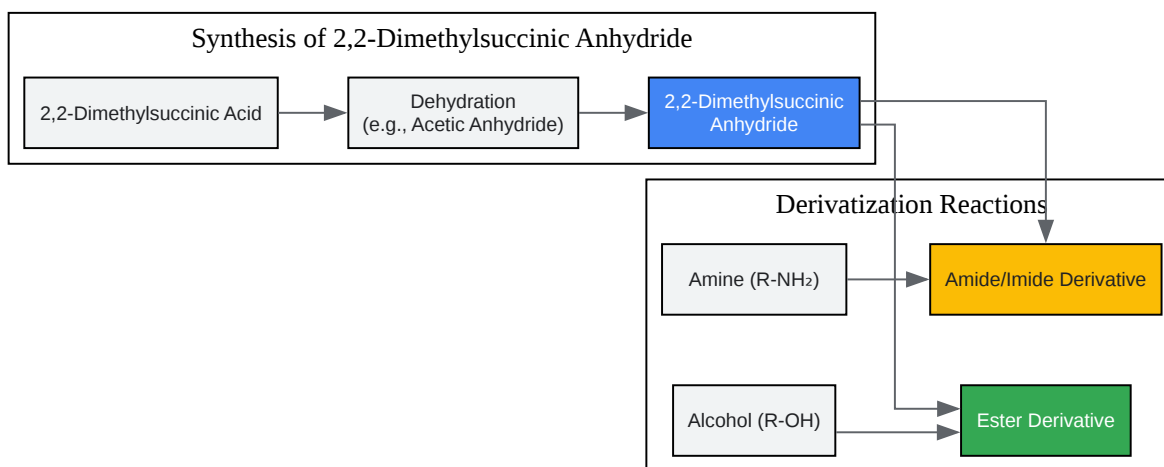 Synthesis of 2,2-Dimethylsuccinic Anhydride
2,2-Dimethylsuccinic Acid
Dehydration
(e.g., Acetic Anhydride)
2,2-Dimethylsuccinic
Anhydride
Derivatization Reactions
Amine (R-NH₂)
Amide/Imide Derivative
Alcohol (R-OH)
Ester Derivative